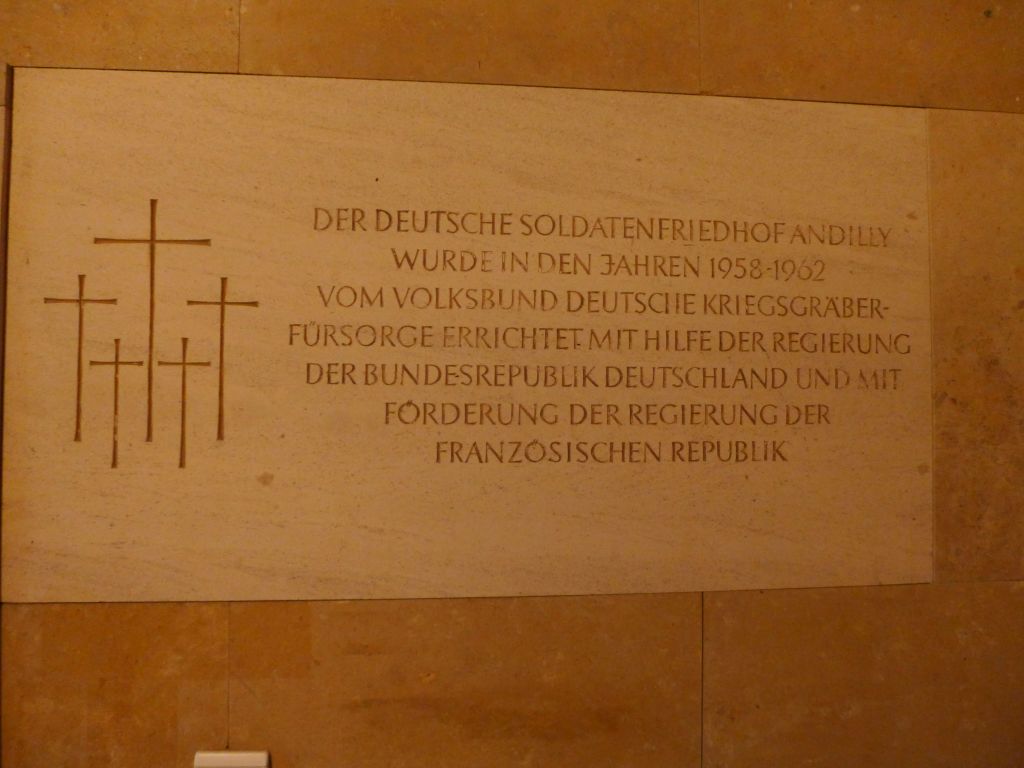 DER DEUTSCHE SOLDATENFRIEDHOF ANDILLY
WURDE IN DEN JAHREN 1958-1962
VOM VOLKSBUND DEUTSCHE KRIEGSGRÄBER-
FÜRSORGE ERRICHTET MIT HILFE DER REGIERUNG
DER BUNDESREPUBLIK DEUTSCHLAND UND MIT
FÖRDERUNG DER REGIERUNG DER
FRANZÖSISCHEN REPUBLIK